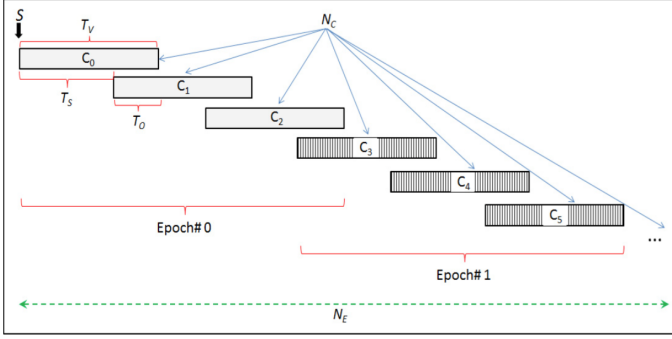 S
N_C
T_V
C_0
C_1
T_S
T_O
C_2
C_3
C_4
C_5
...
Epoch# 0
Epoch# 1
N_E